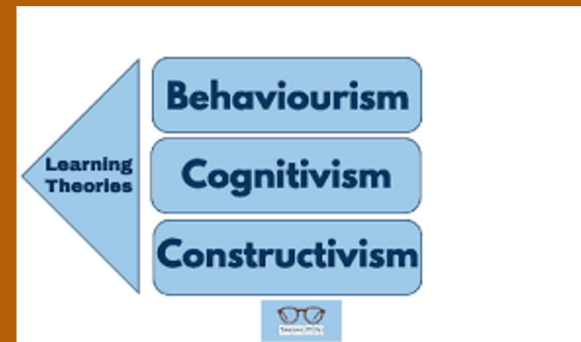 Learning
Theories
Behaviourism
Cognitivism
Constructivism